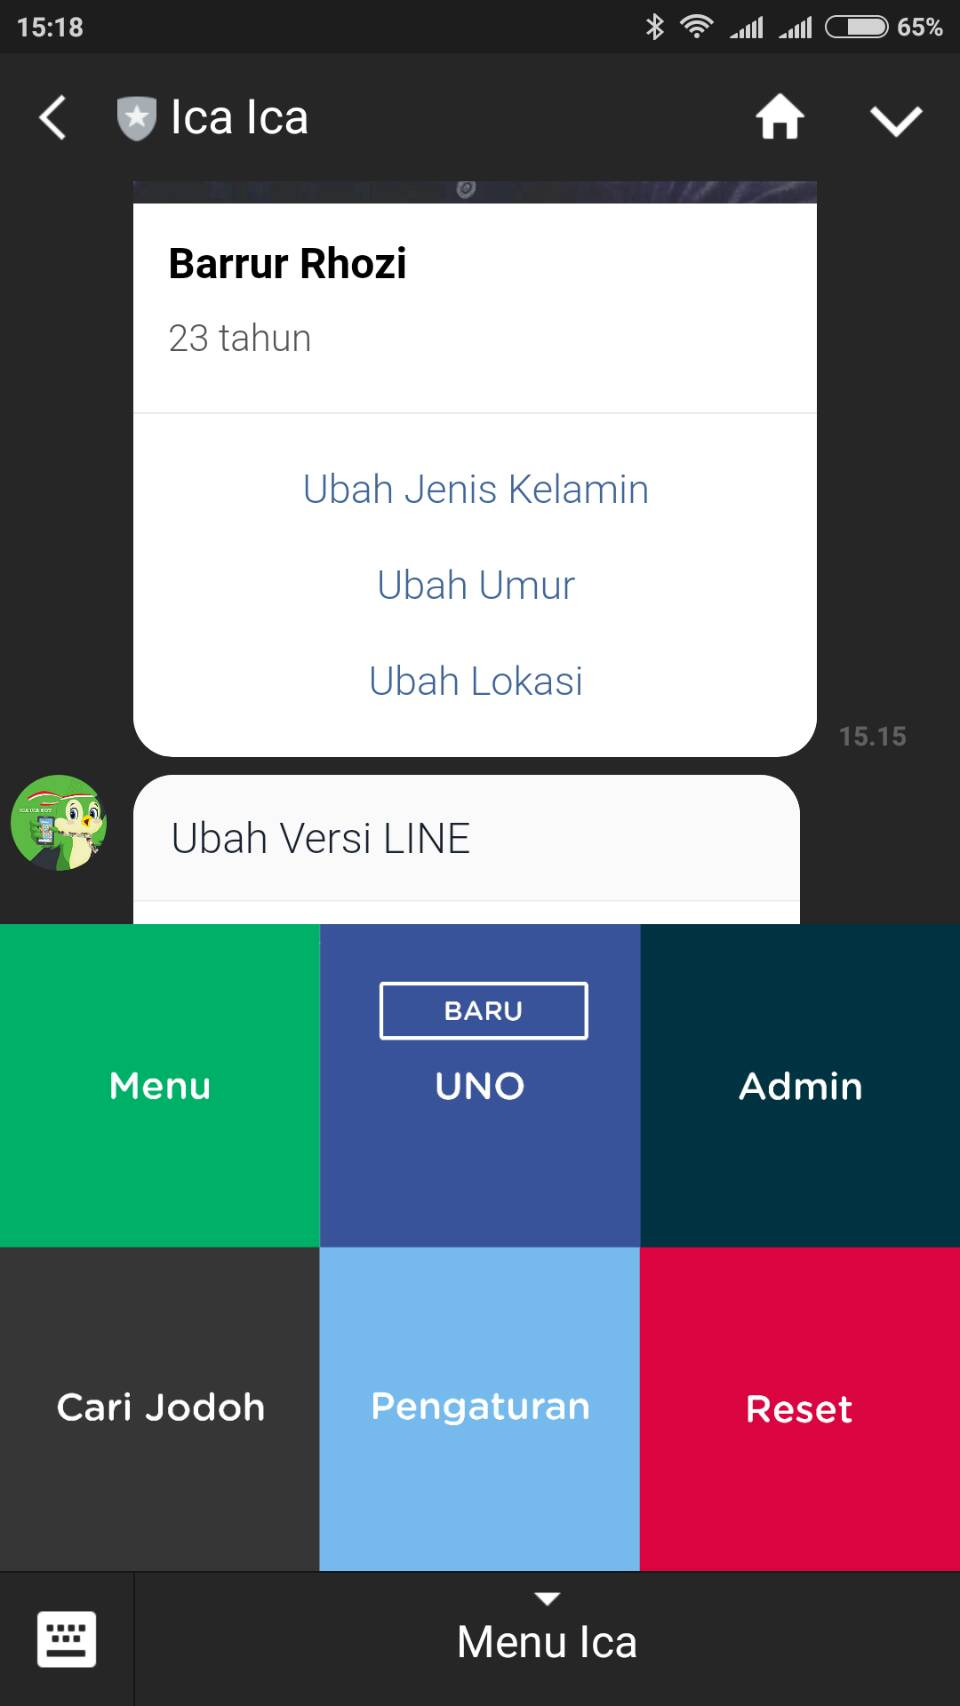 15:18
65%
Ica Ica
Barrur Rhozi
23 tahun
Ubah Jenis Kelamin
Ubah Umur
Ubah Lokasi
15.15
Ubah Versi LINE
BARU
Menu
UNO
Admin
Cari Jodoh
Pengaturan
Reset
Menu Ica